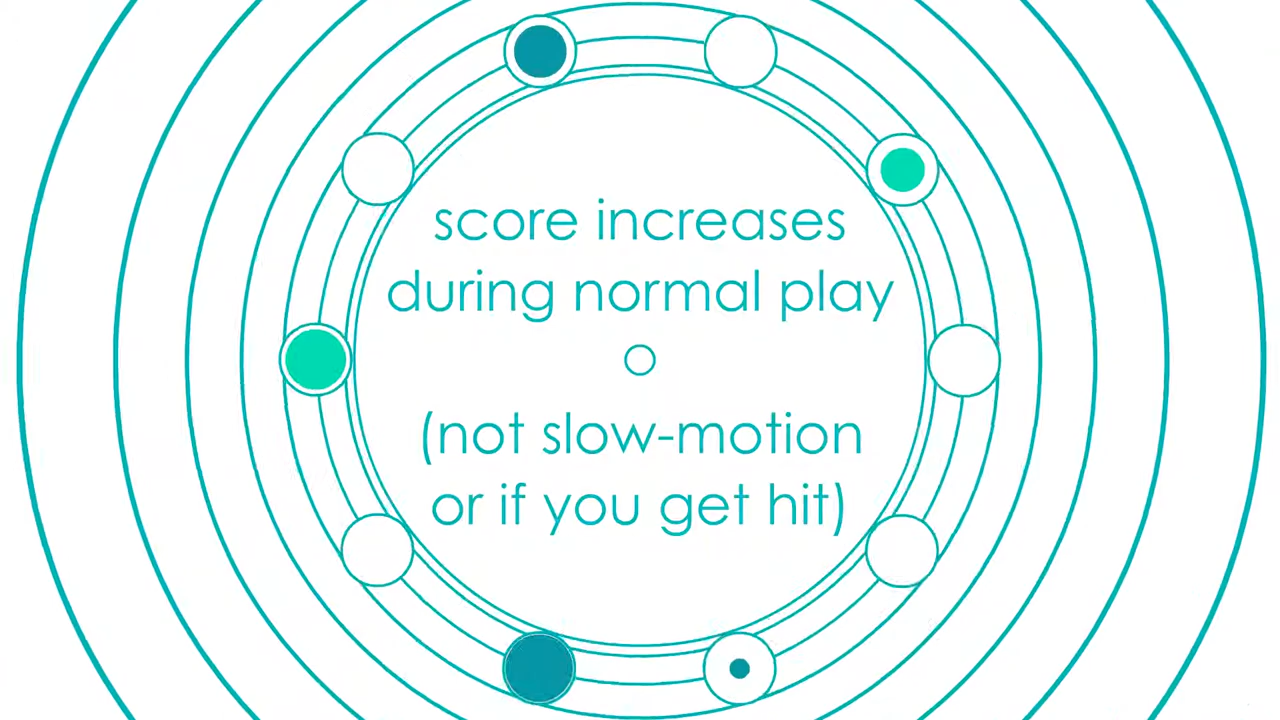 score increases
during normal play
(not slow-motion
or if you get hit)